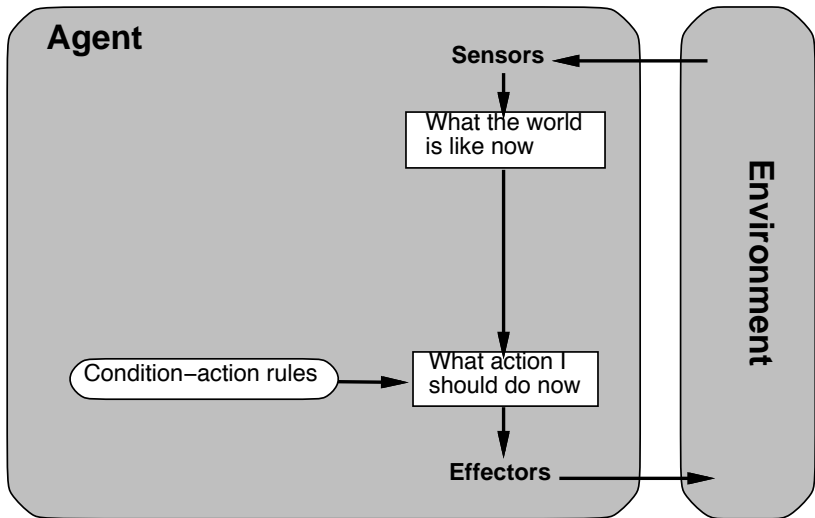 Agent
Sensors
What the world
is like now
Environment
Condition−action rules
What action I
should do now
Effectors